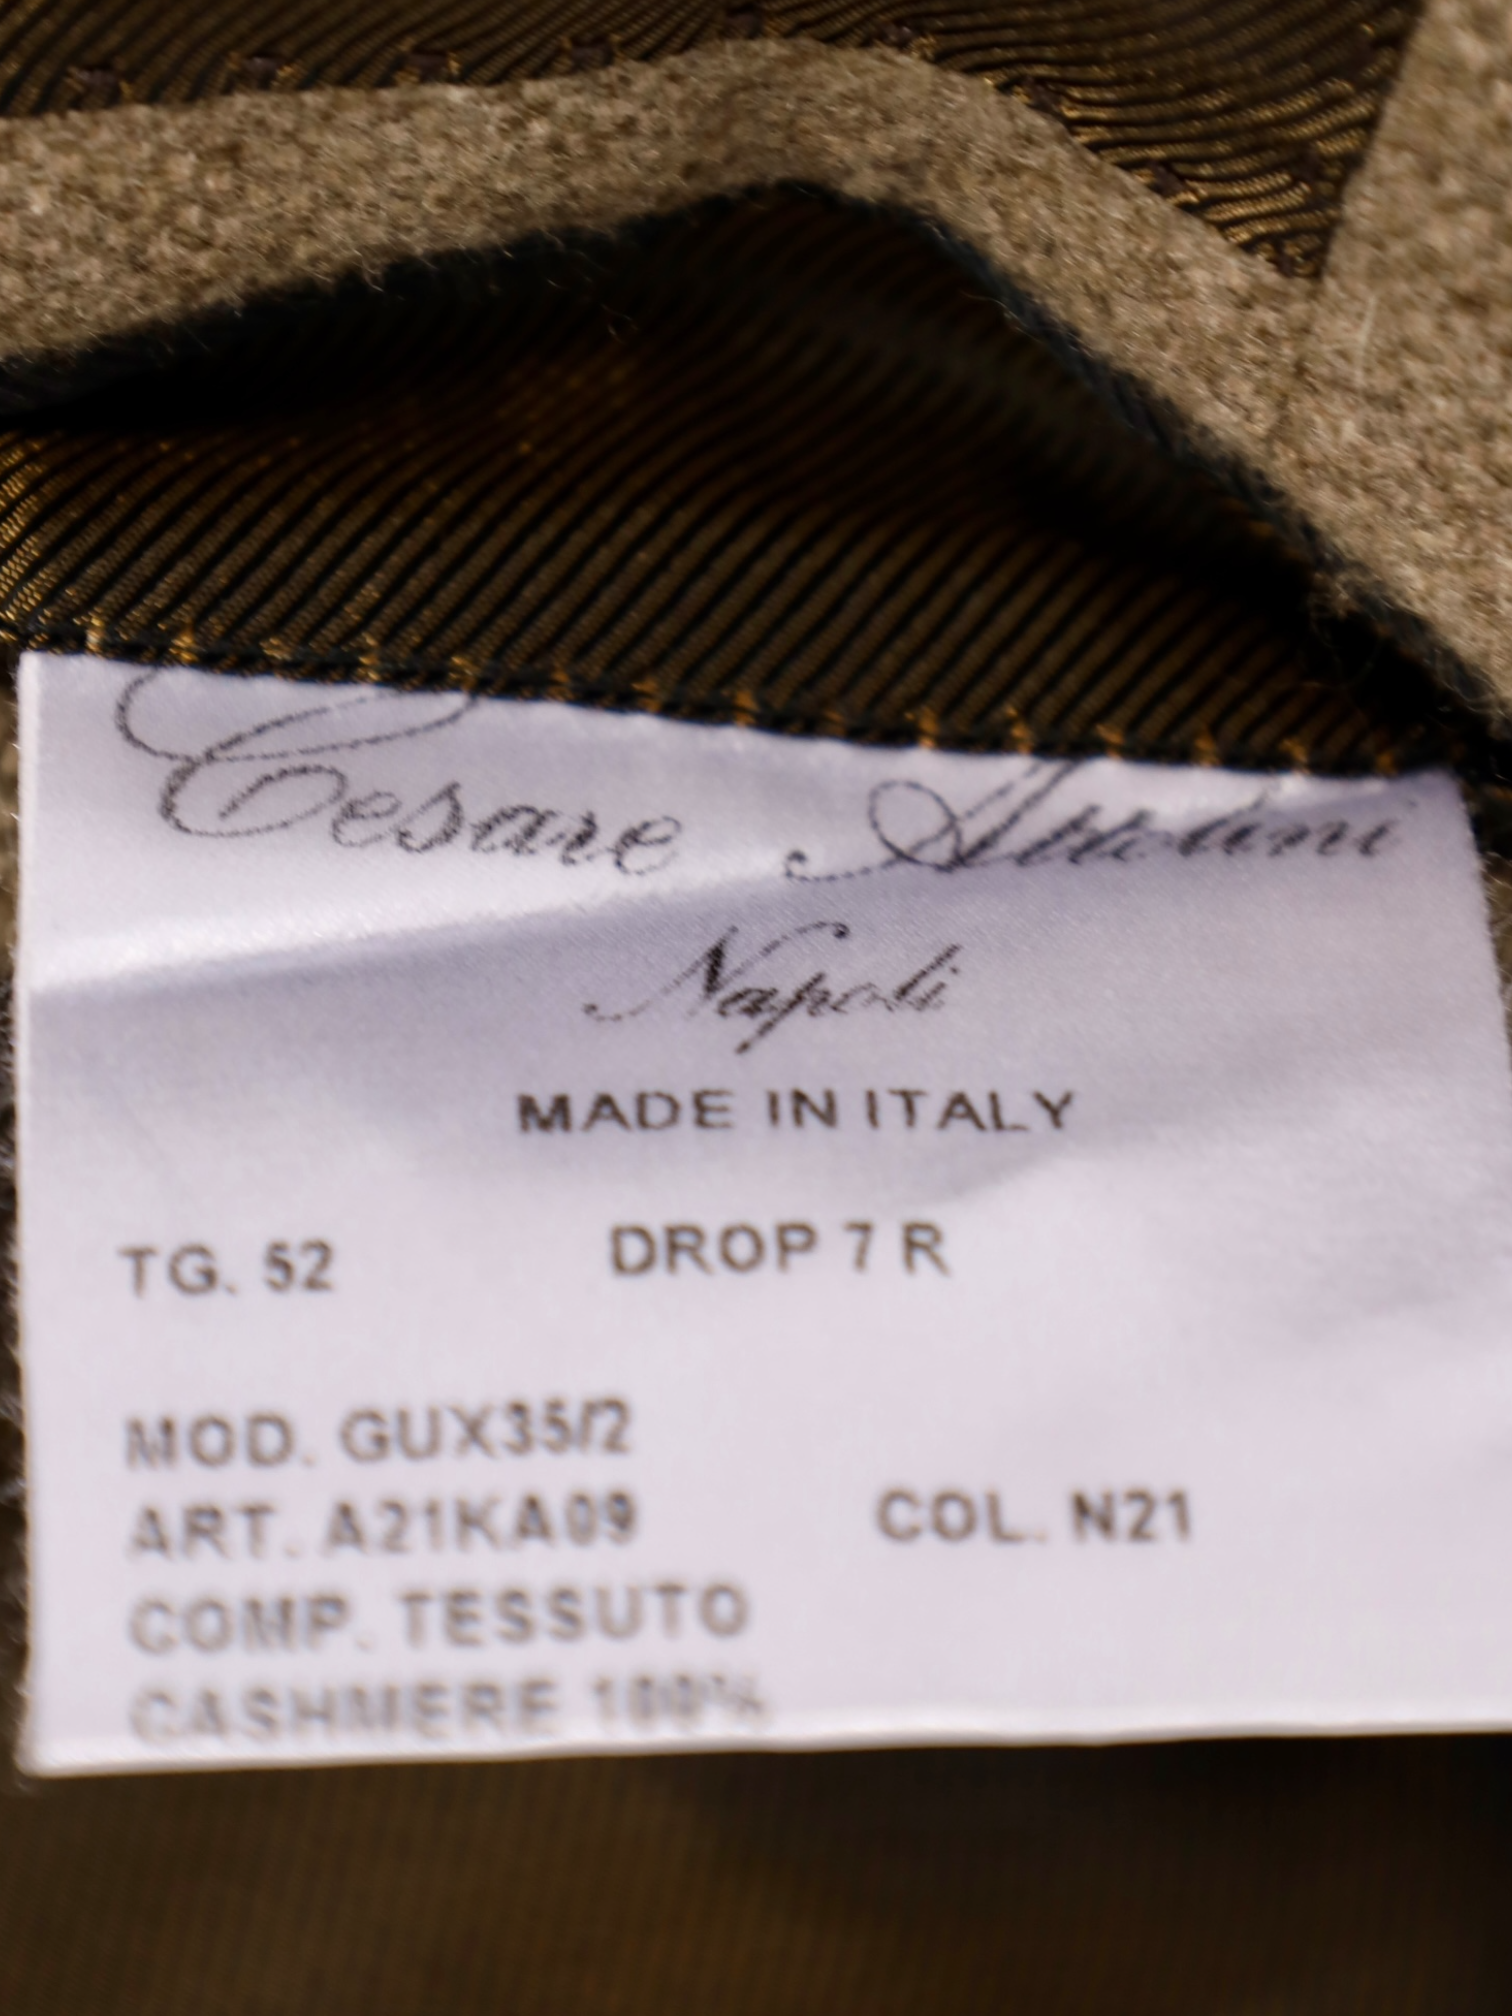 Cesare Attolini
Napoli
MADE IN ITALY
TG. 52 DROP 7 R
MOD. GUX35/2
ART. A21KA09 COL. N21
COMP. TESSUTO
CASHMERE 100%